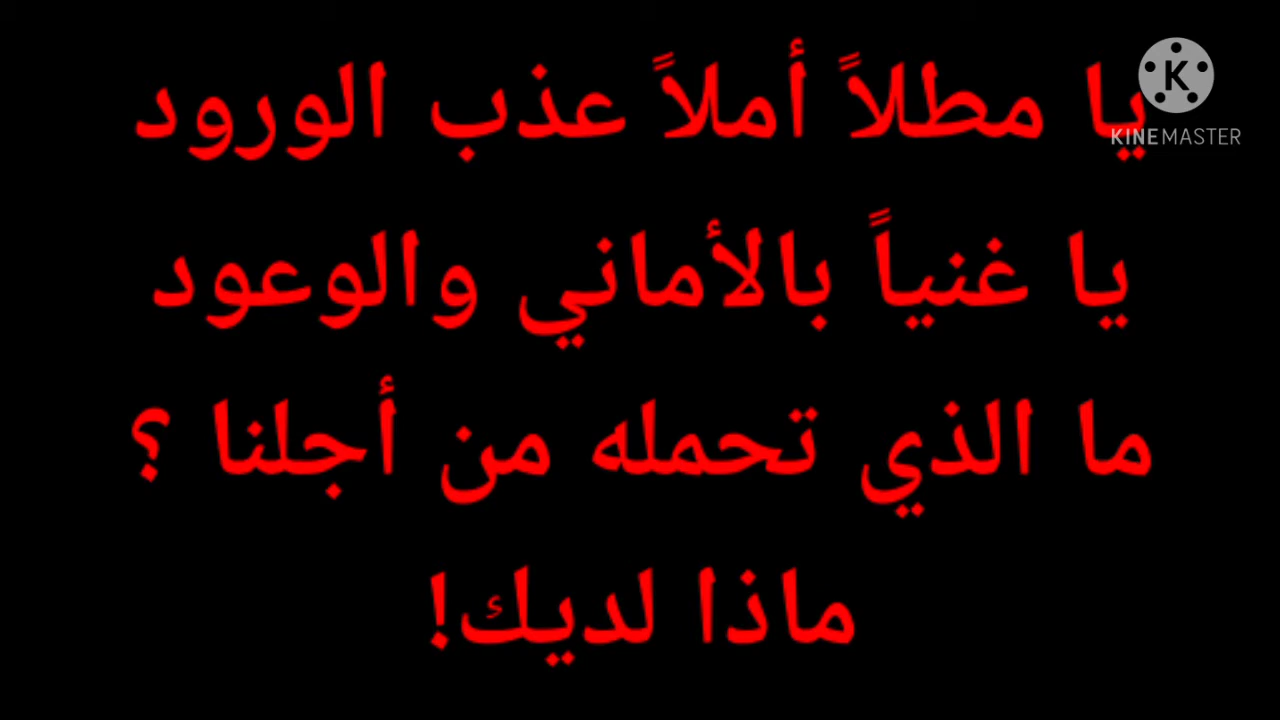 يا مطلاً أملاً عذب الورود
يا غنياً بالأماني والوعود
ما الذي تحمله من أجلنا ؟
ماذا لديك!
KINEMASTER